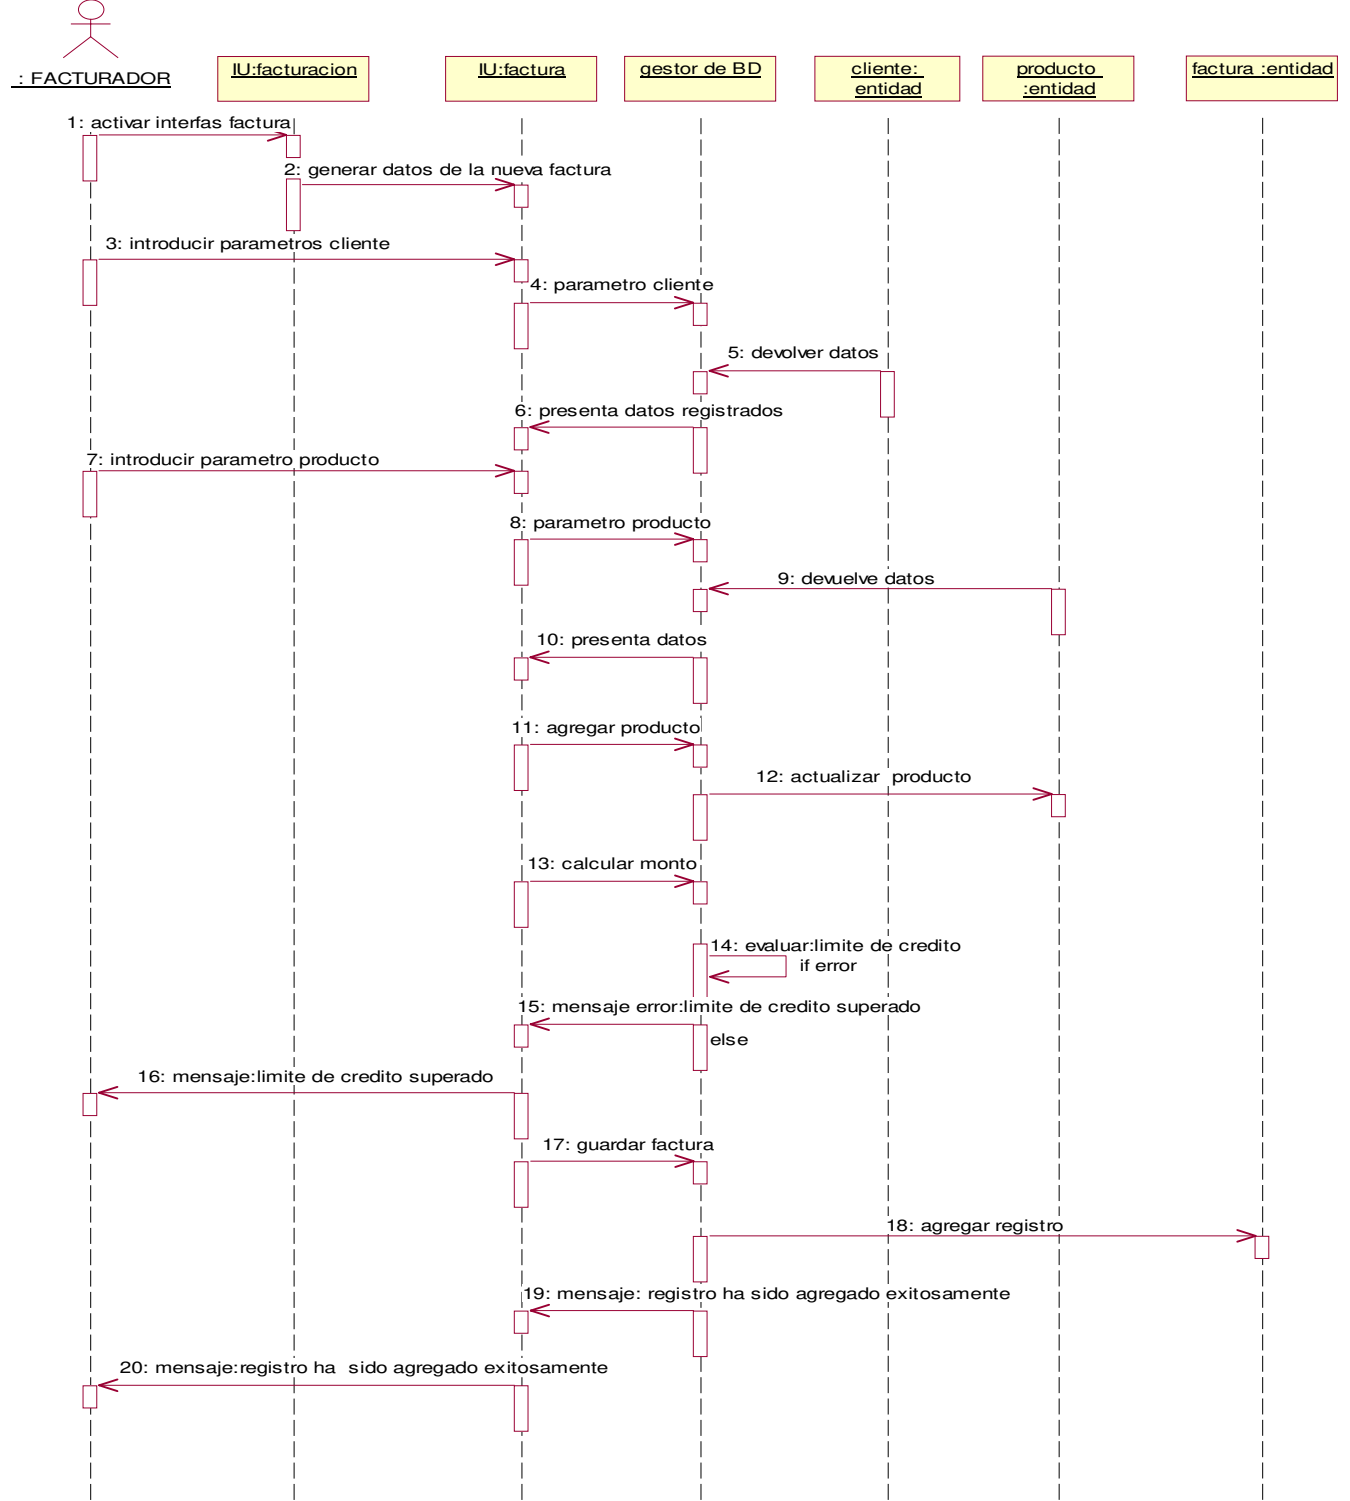 _: FACTURADOR
IU:facturacion
IU:factura
gestor de BD
cliente:
entidad
producto
:entidad
factura :entidad
1: activar interfas factura
2: generar datos de la nueva factura
3: introducir parametros cliente
4: parametro cliente
5: devolver datos
6: presenta datos registrados
7: introducir parametro producto
8: parametro producto
9: devuelve datos
10: presenta datos
11: agregar producto
12: actualizar  producto
13: calcular monto
14: evaluar:limite de credito
if error
15: mensaje error:limite de credito superado
else
16: mensaje:limite de credito superado
17: guardar factura
18: agregar registro
19: mensaje: registro ha sido agregado exitosamente
20: mensaje:registro ha  sido agregado exitosamente